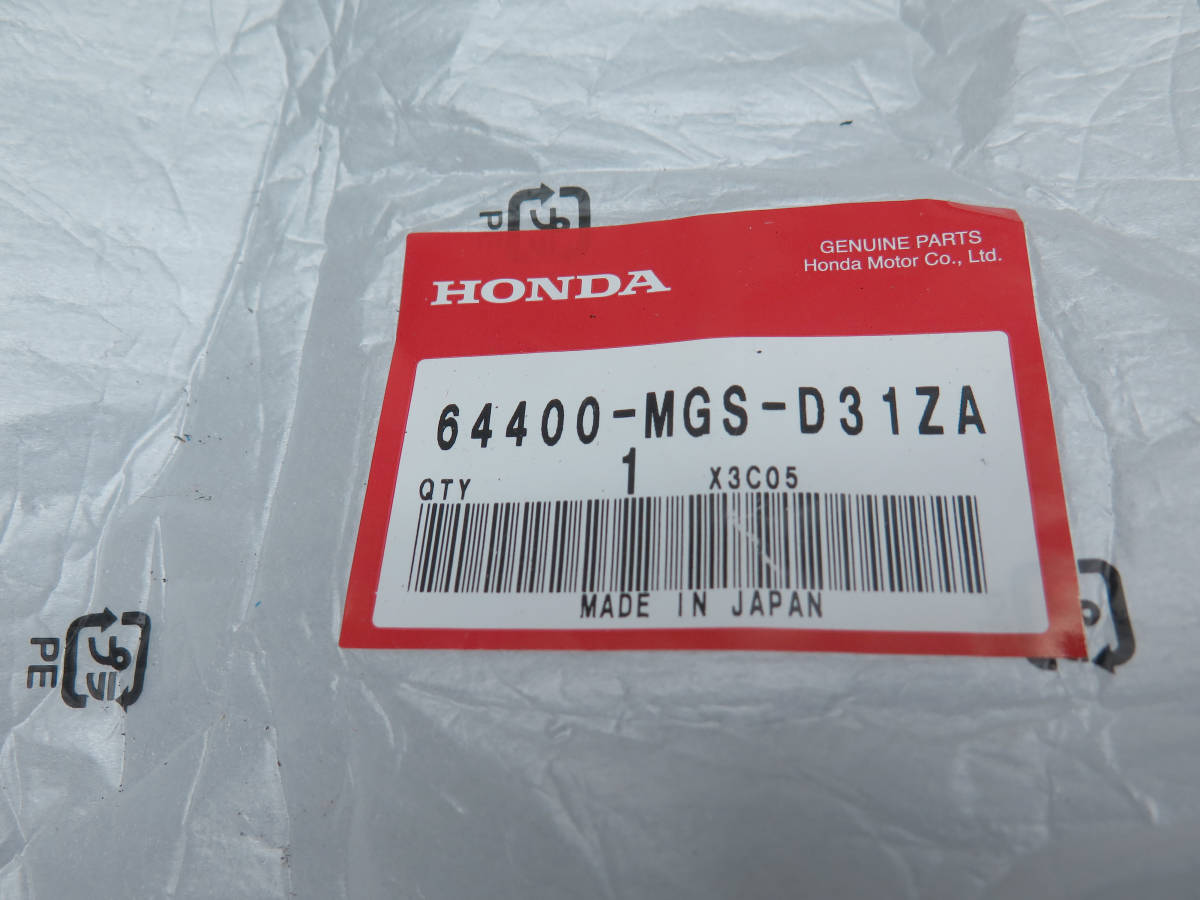 プラ
P
HONDA
GENUINE PARTS
Honda Motor Co., Ltd.
64400-MGS-D31ZA
QTY 1 X3C05
MADE IN JAPAN
プラ
PE